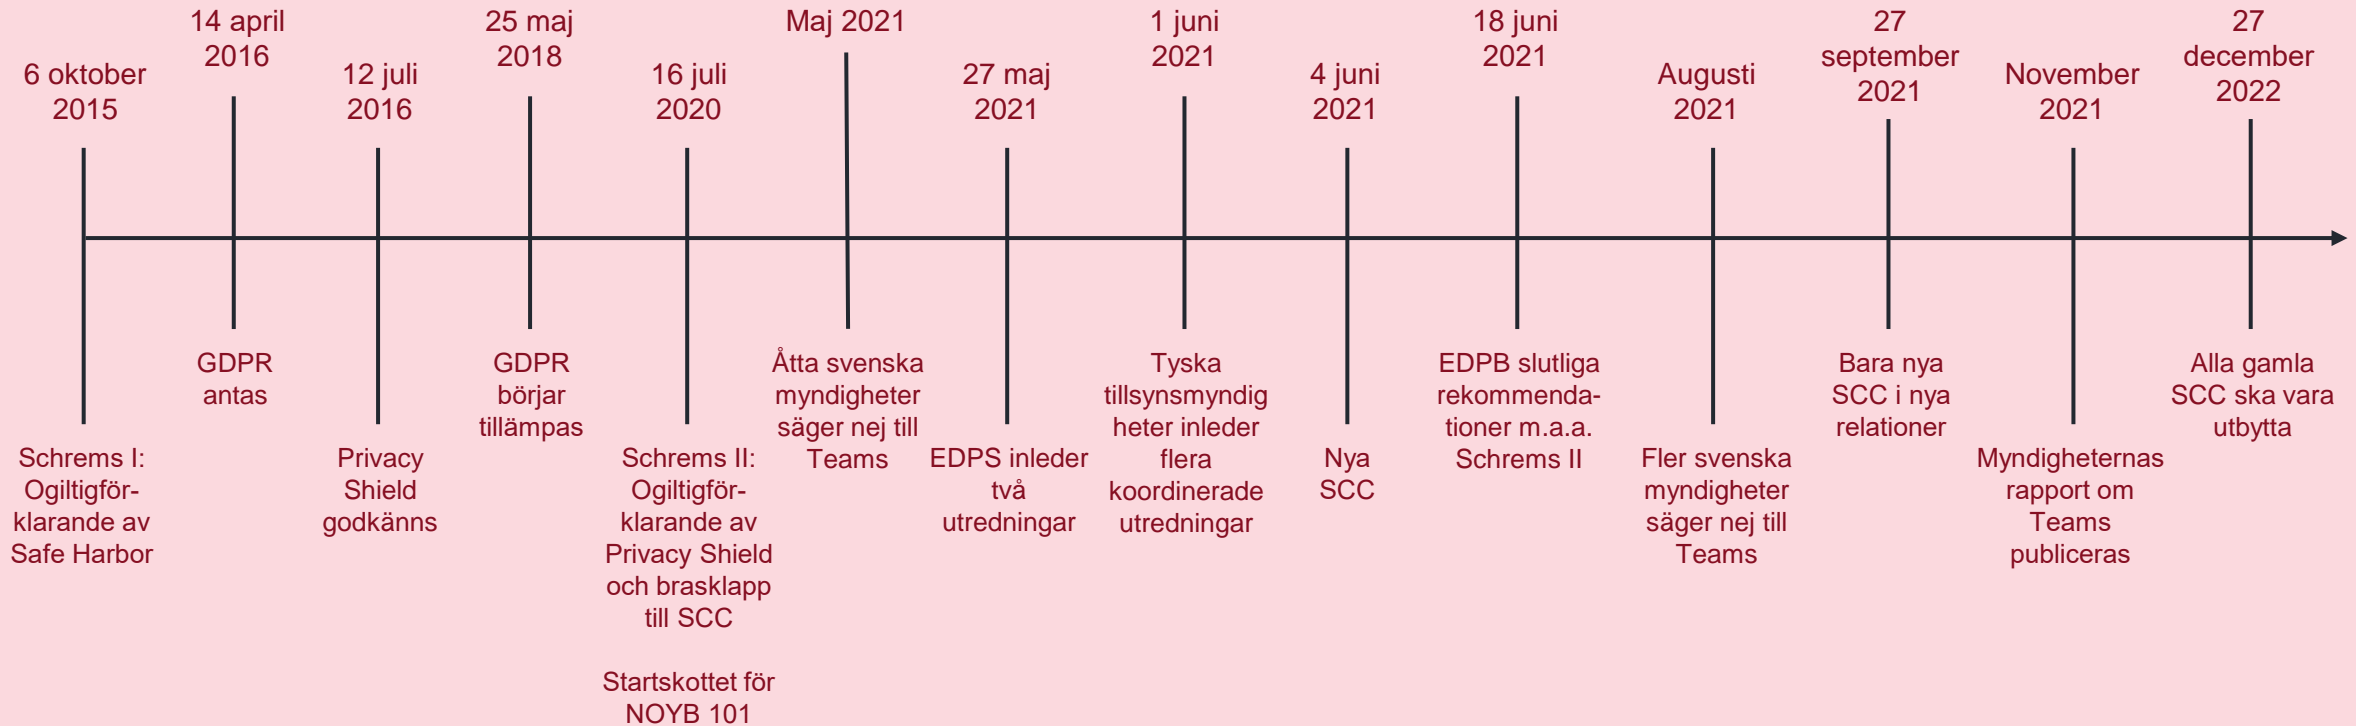 6 oktober
2015
14 april
2016
12 juli
2016
25 maj
2018
16 juli
2020
Maj 2021
27 maj
2021
1 juni
2021
4 juni
2021
18 juni
2021
Augusti
2021
27
september
2021
November
2021
27
december
2022
Schrems I:
Ogiltigför-
klarande av
Safe Harbor
GDPR
antas
Privacy
Shield
godkänns
GDPR
börjar
tillämpas
Schrems II:
Ogiltigför-
klarande av
Privacy Shield
och brasklapp
till SCC
Startskottet för
NOYB 101
Åtta svenska
myndigheter
säger nej till
Teams
EDPS inleder
två
utredningar
Tyska
tillsynsmyndig
heter inleder
flera
koordinerade
utredningar
Nya
SCC
EDPB slutliga
rekommenda-
tioner m.a.a.
Schrems II
Fler svenska
myndigheter
säger nej till
Teams
Bara nya
SCC i nya
relationer
Myndigheternas
rapport om
Teams
publiceras
Alla gamla
SCC ska vara
utbytta